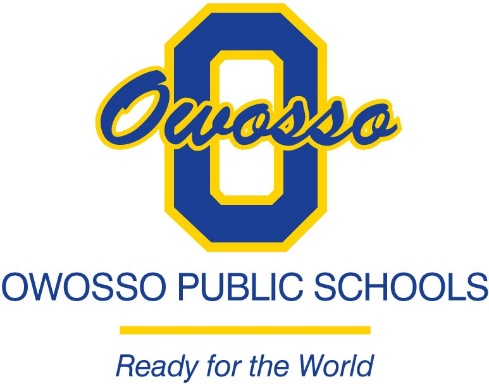 O
Owosso
OWOSSO PUBLIC SCHOOLS
Ready for the World